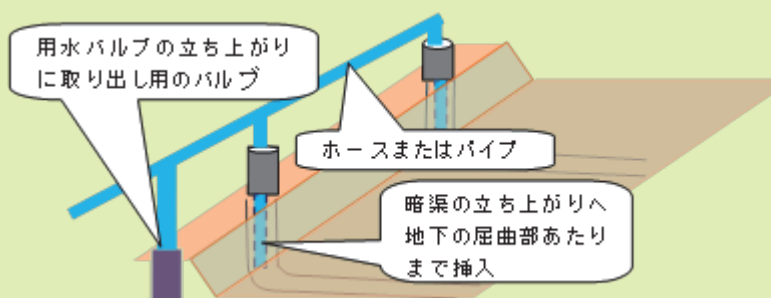 用水バルブの立ち上がり
に取り出し用のバルブ
ホースまたはパイプ
暗渠の立ち上がりへ
地下の屈曲部あたり
まで挿入